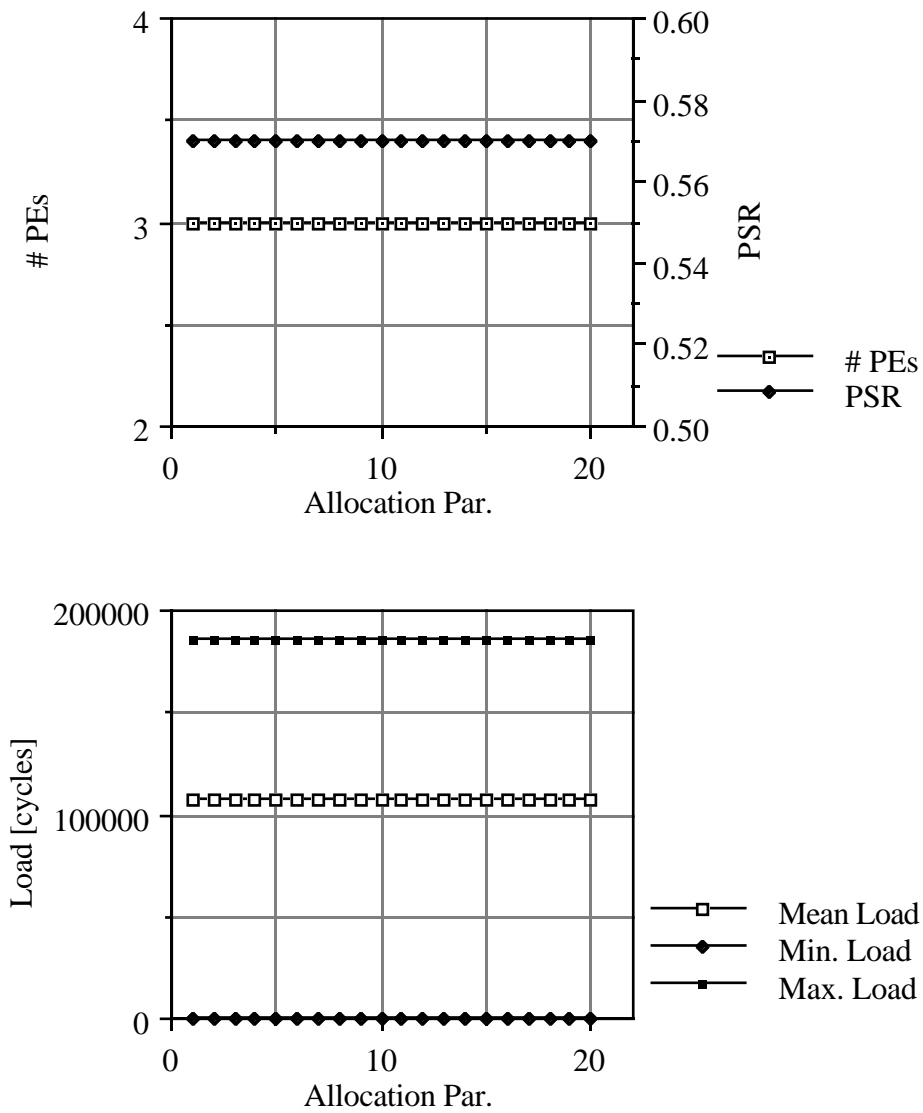 4
0.60
0.58
0.56
# PEs
3
PSR
0.54
0.52
# PEs
PSR
2
0.50
0
10
20
Allocation Par.
200000
Load [cycles]
100000
Mean Load
Min. Load
Max. Load
0
0
10
20
Allocation Par.